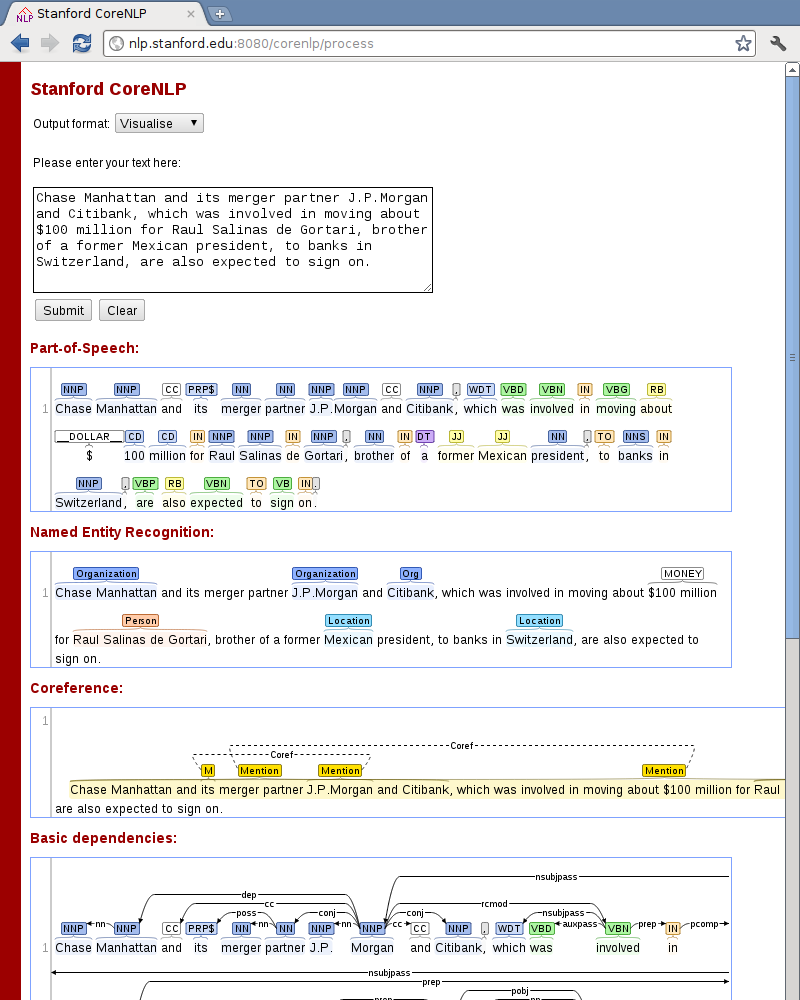 NLP Stanford CoreNLP
nlp.stanford.edu:8080/corenlp/process
Stanford CoreNLP
Output format: Visualise
Please enter your text here:
Chase Manhattan and its merger partner J.P.Morgan
and Citibank, which was involved in moving about
$100 million for Raul Salinas de Gortari, brother
of a former Mexican president, to banks in
Switzerland, are also expected to sign on.
Submit Clear
Part-of-Speech:
NNP NNP CC PRP$ NN NN NNP NNP CC NNP , WDT VBD VBN IN VBG RB
1 Chase Manhattan and its merger partner J.P.Morgan and Citibank, which was involved in moving about
__DOLLAR__ CD CD IN NNP NNP IN NNP , NN IN DT JJ JJ NN , TO NNS IN
$ 100 million for Raul Salinas de Gortari, brother of a former Mexican president, to banks in
NNP , VBP RB VBN TO VB IN .
Switzerland, are also expected to sign on.
Named Entity Recognition:
Organization Organization Org MONEY
1 Chase Manhattan and its merger partner J.P.Morgan and Citibank, which was involved in moving about $100 million
Person Location Location
for Raul Salinas de Gortari, brother of a former Mexican president, to banks in Switzerland, are also expected to
sign on.
Coreference:
1
Coref
Coref
M Mention Mention Mention
Chase Manhattan and its merger partner J.P.Morgan and Citibank, which was involved in moving about $100 million for Raul
are also expected to sign on.
Basic dependencies:
nsubjpass
dep
cc rcmod
poss conj conj nsubjpass
NNP nn NNP CC PRP$ NN nn NN NNP nn NNP cc CC NNP , WDT VBD auxpass VBN prep IN pcomp
1 Chase Manhattan and its merger partner J.P. Morgan and Citibank, which was involved in
nsubjpass
prep
pobj